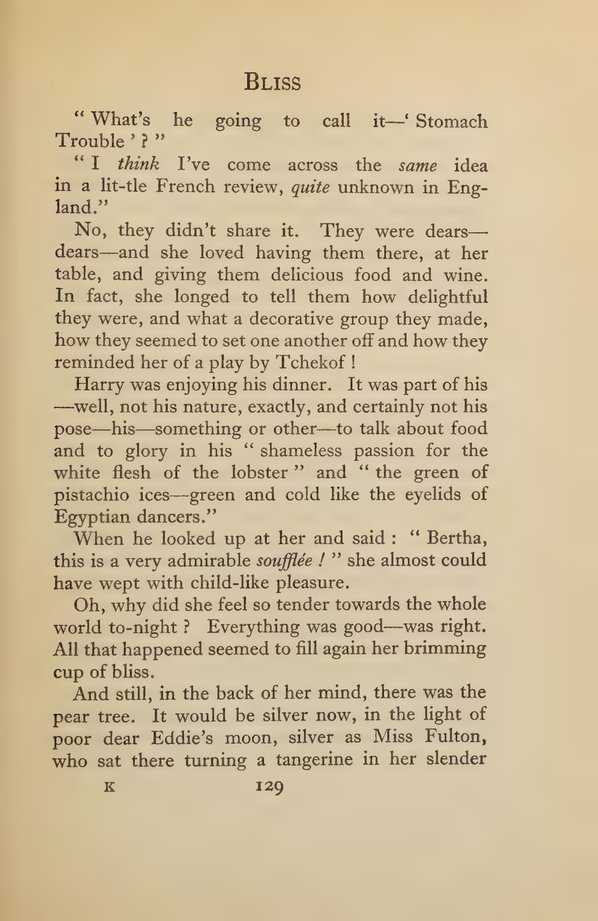 Bliss
“ What’s he going to call it—‘ Stomach
Trouble ’ ? ”
“ I think I’ve come across the same idea
in a lit-tle French review, quite unknown in Eng-
land.”
No, they didn’t share it. They were dears—
dears—and she loved having them there, at her
table, and giving them delicious food and wine.
In fact, she longed to tell them how delightful
they were, and what a decorative group they made,
how they seemed to set one another off and how they
reminded her of a play by Tchekof !
Harry was enjoying his dinner. It was part of his
—well, not his nature, exactly, and certainly not his
pose—his—something or other—to talk about food
and to glory in his “ shameless passion for the
white flesh of the lobster ” and “ the green of
pistachio ices—green and cold like the eyelids of
Egyptian dancers.”
When he looked up at her and said : “ Bertha,
this is a very admirable soufflée ! ” she almost could
have wept with child-like pleasure.
Oh, why did she feel so tender towards the whole
world to-night ? Everything was good—was right.
All that happened seemed to fill again her brimming
cup of bliss.
And still, in the back of her mind, there was the
pear tree. It would be silver now, in the light of
poor dear Eddie’s moon, silver as Miss Fulton,
who sat there turning a tangerine in her slender
K 129